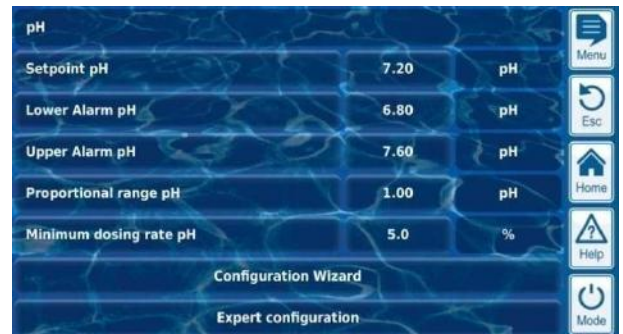 pH
Menu
Setpoint pH 7.20 pH
Esc
Lower Alarm pH 6.80 pH
Upper Alarm pH 7.60 pH
Home
Proportional range pH 1.00 pH
Minimum dosing rate pH 5.0 %
Help
Configuration Wizard
Expert configuration
Mode